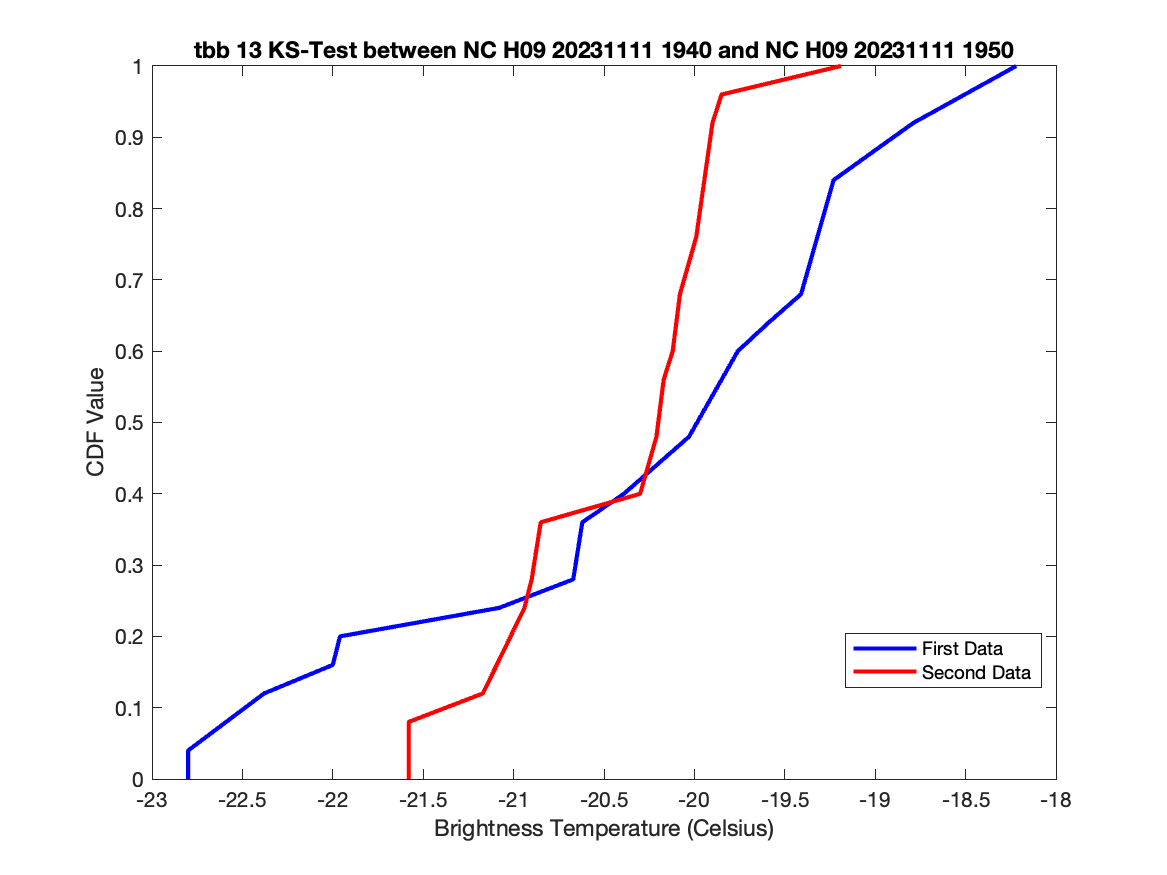 tbb 13 KS-Test between NC H09 20231111 1940 and NC H09 20231111 1950
1
0.9
0.8
0.7
0.6
0.5
0.4
0.3
0.2
0.1
0
CDF Value
First Data
Second Data
-23 -22.5 -22 -21.5 -21 -20.5 -20 -19.5 -19 -18.5 -18
Brightness Temperature (Celsius)